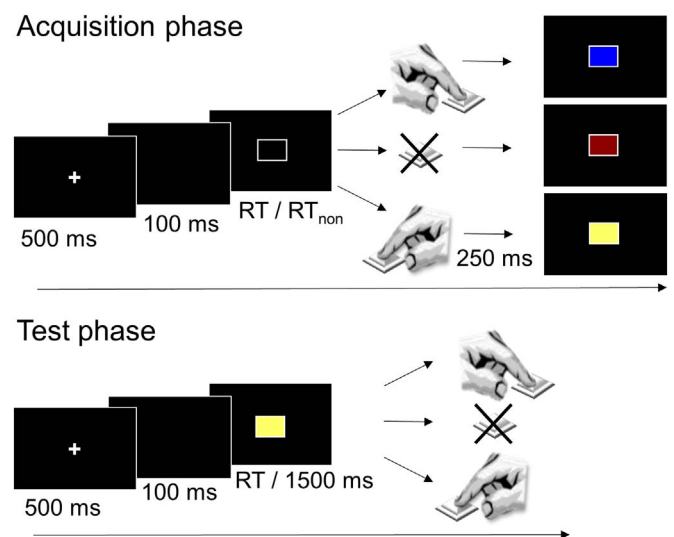 Acquisition phase
500 ms
100 ms
RT / RTnon
250 ms
Test phase
500 ms
100 ms
RT / 1500 ms